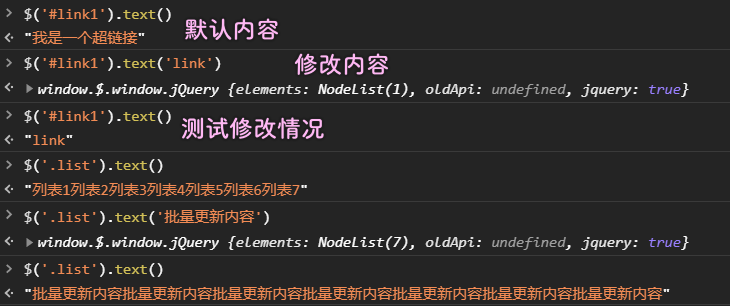 > $('#link1').text()
默认内容
<· "我是一个超链接"
> $('#link1').text('link')
修改内容
<· ▶window.$.window.jQuery {elements: NodeList(1), oldApi: undefined, jquery: true}
> $('#link1').text()
测试修改情况
<· "link"
> $('.list').text()
<· "列表1列表2列表3列表4列表5列表6列表7"
> $('.list').text('批量更新内容')
<· ▶window.$.window.jQuery {elements: NodeList(7), oldApi: undefined, jquery: true}
> $('.list').text()
<· "批量更新内容批量更新内容批量更新内容批量更新内容批量更新内容批量更新内容批量更新内容"